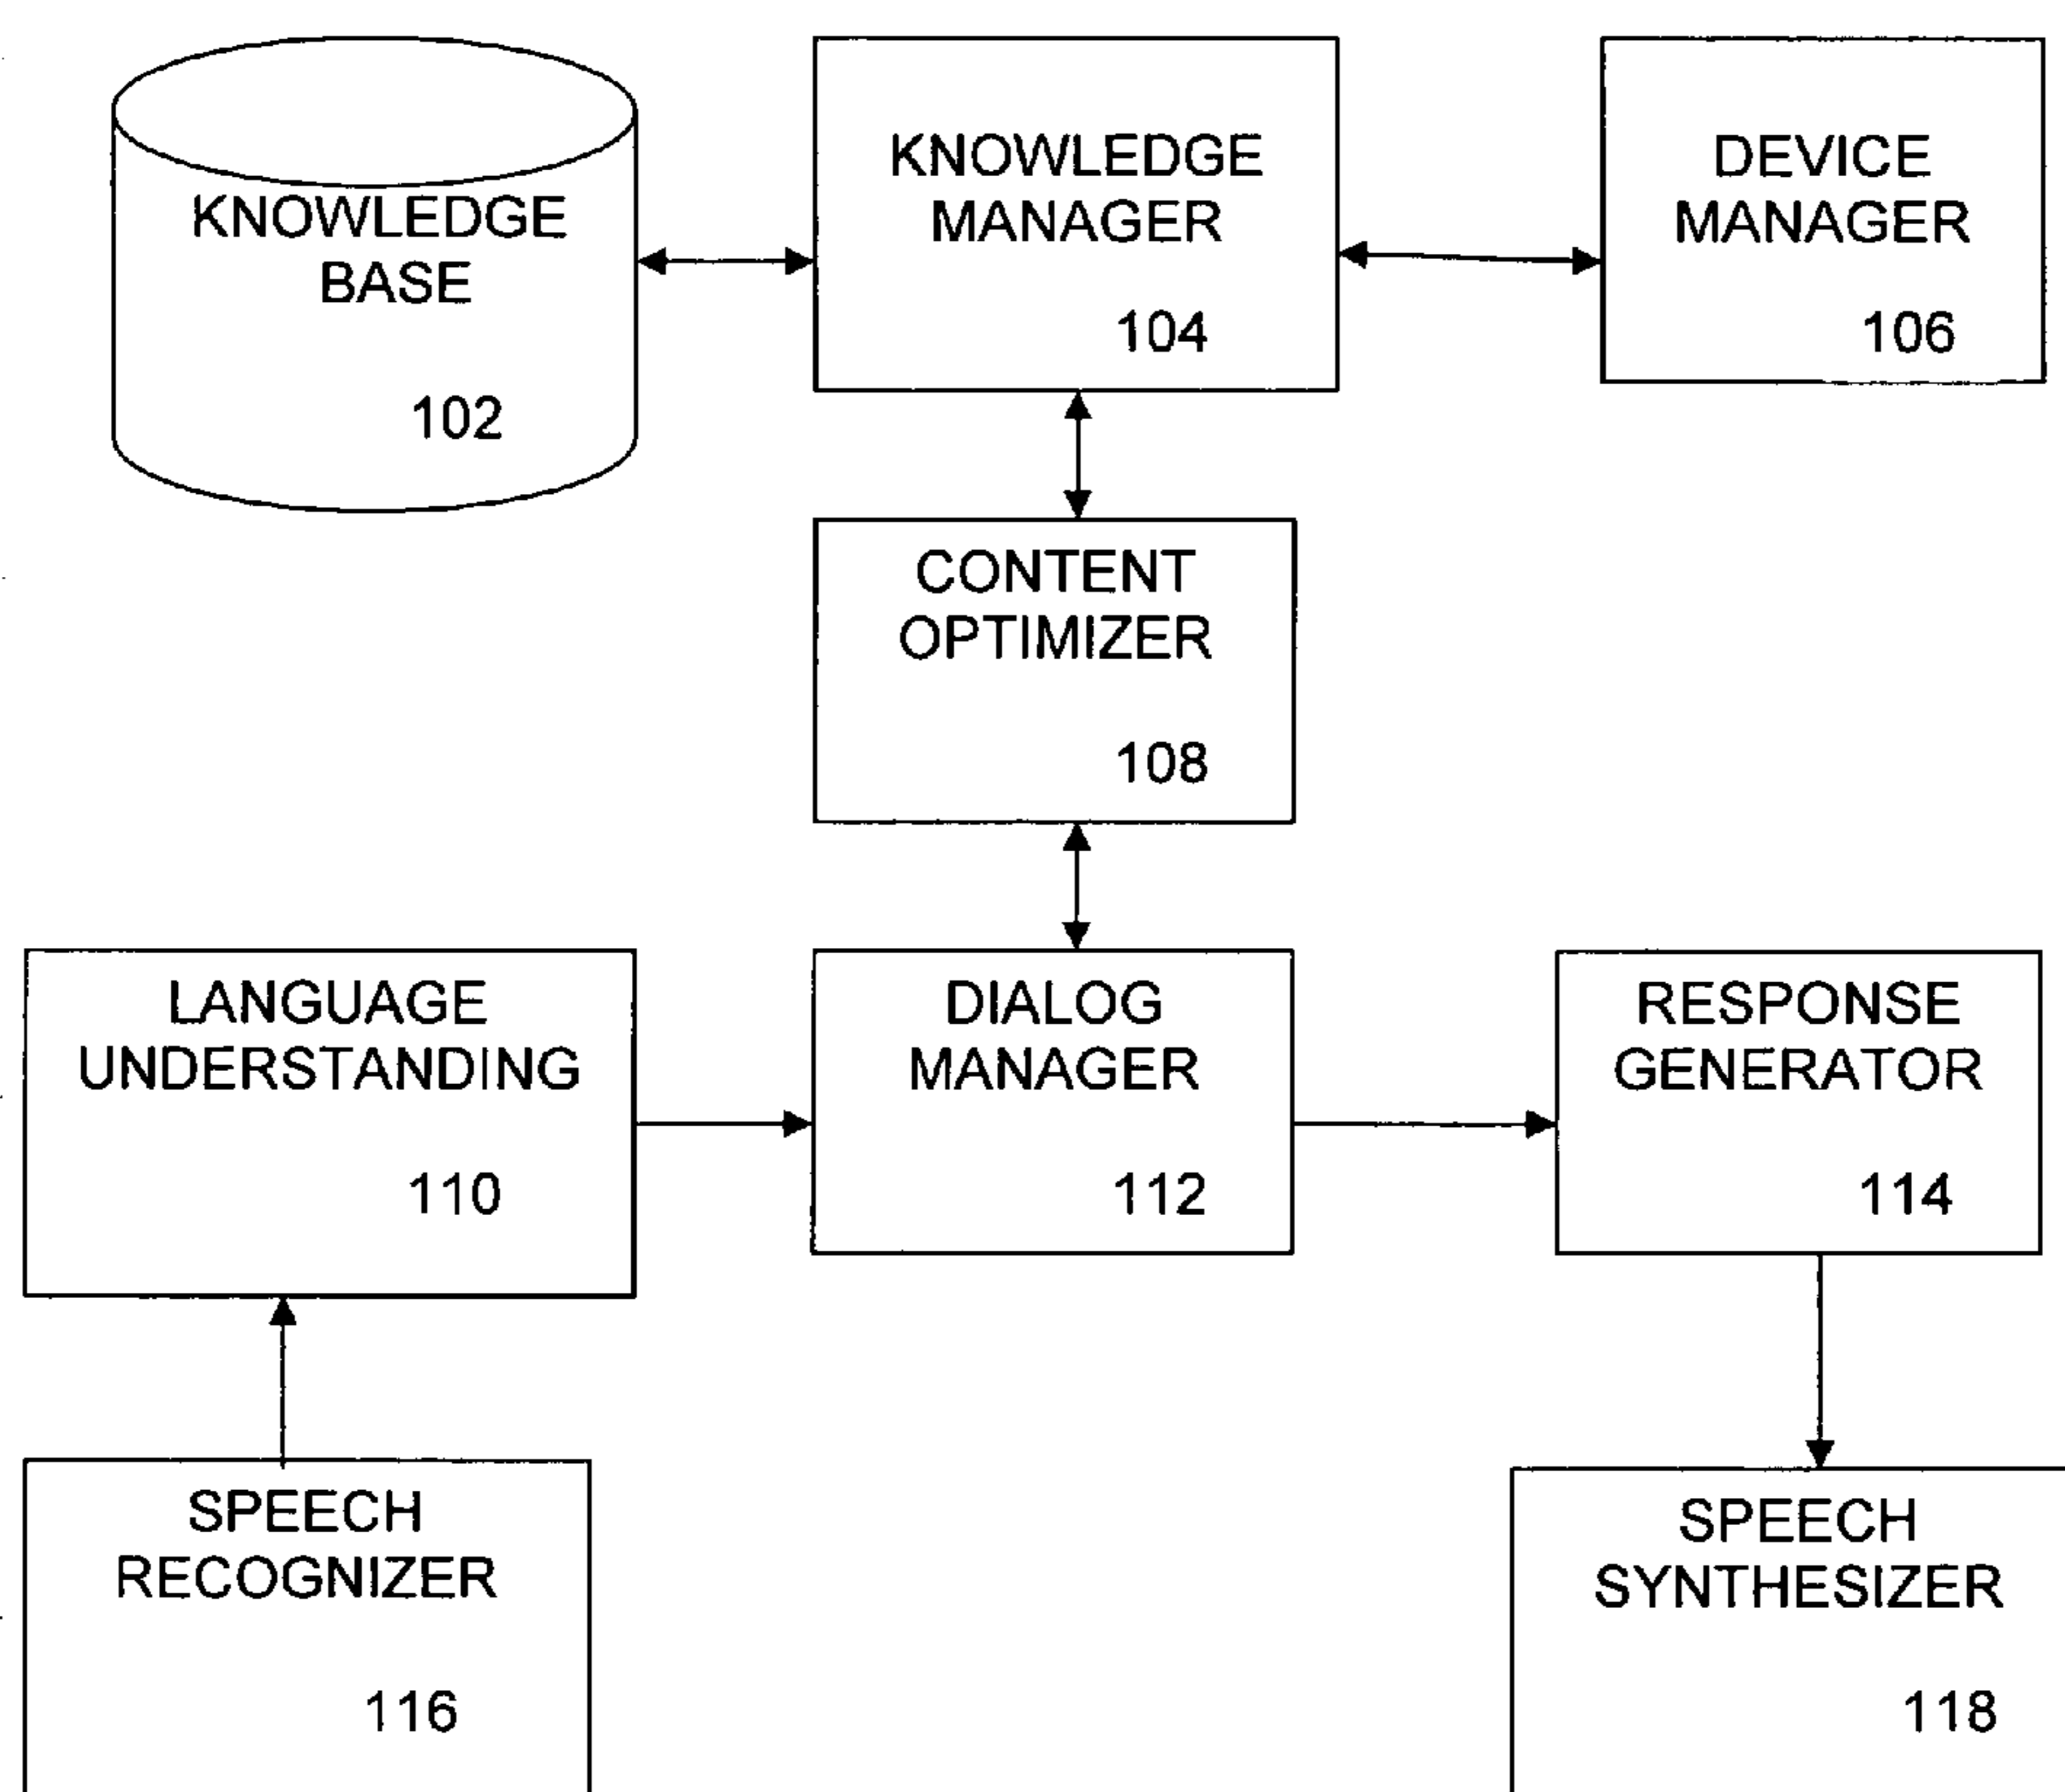 KNOWLEDGE
BASE
102
KNOWLEDGE
MANAGER
104
DEVICE
MANAGER
106
CONTENT
OPTIMIZER
108
LANGUAGE
UNDERSTANDING
110
DIALOG
MANAGER
112
RESPONSE
GENERATOR
114
SPEECH
RECOGNIZER
116
SPEECH
SYNTHESIZER
118